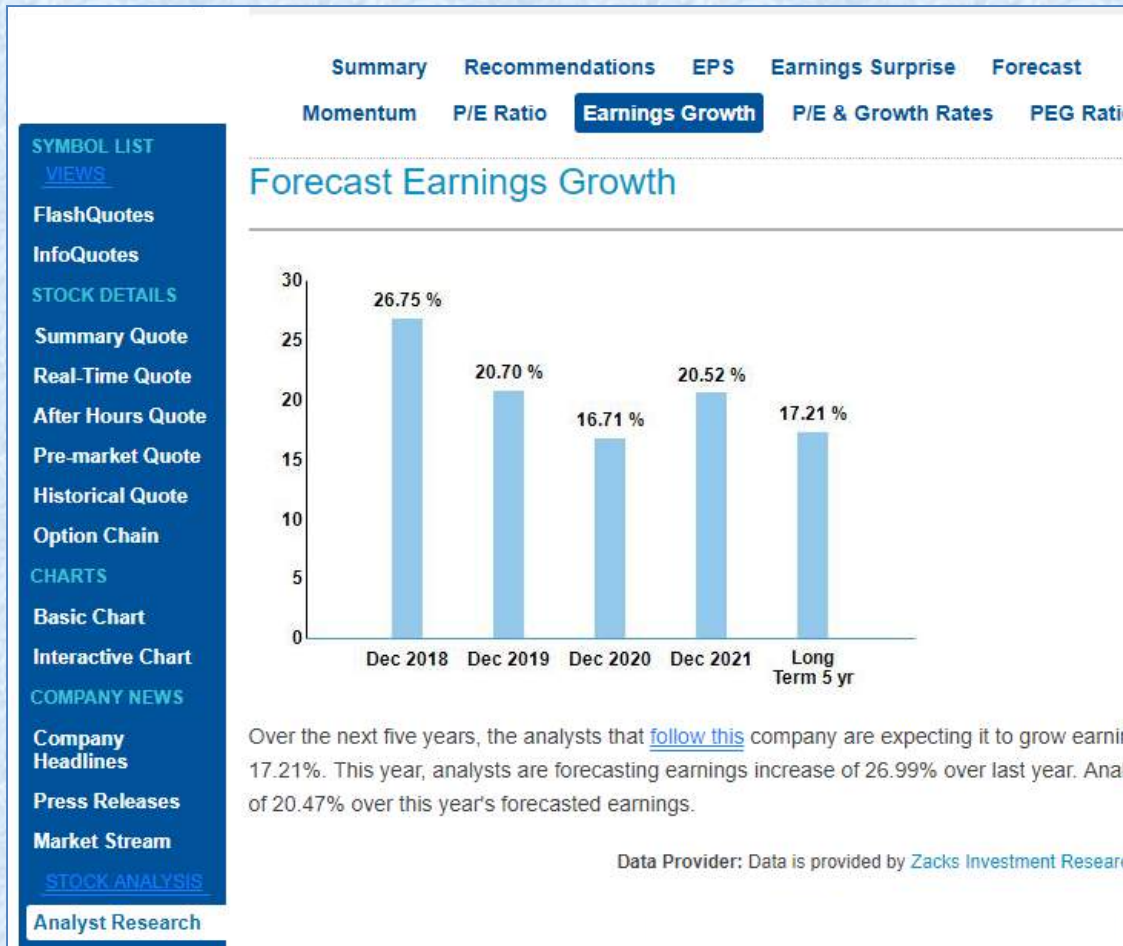 Summary Recommendations EPS Earnings Surprise Forecast
Momentum P/E Ratio Earnings Growth P/E & Growth Rates PEG Rati
SYMBOL LIST
VIEWS
FlashQuotes
InfoQuotes
STOCK DETAILS
Summary Quote
Real-Time Quote
After Hours Quote
Pre-market Quote
Historical Quote
Option Chain
CHARTS
Basic Chart
Interactive Chart
COMPANY NEWS
Company
Headlines
Press Releases
Market Stream
STOCK ANALYSIS
Analyst Research
Forecast Earnings Growth
30
25
20
15
10
5
0
26.75 %
20.70 %
16.71 %
20.52 %
17.21 %
Dec 2018 Dec 2019 Dec 2020 Dec 2021 Long
Term 5 yr
Over the next five years, the analysts that follow this company are expecting it to grow earni
17.21%. This year, analysts are forecasting earnings increase of 26.99% over last year. Anal
of 20.47% over this year's forecasted earnings.
Data Provider: Data is provided by Zacks Investment Resear